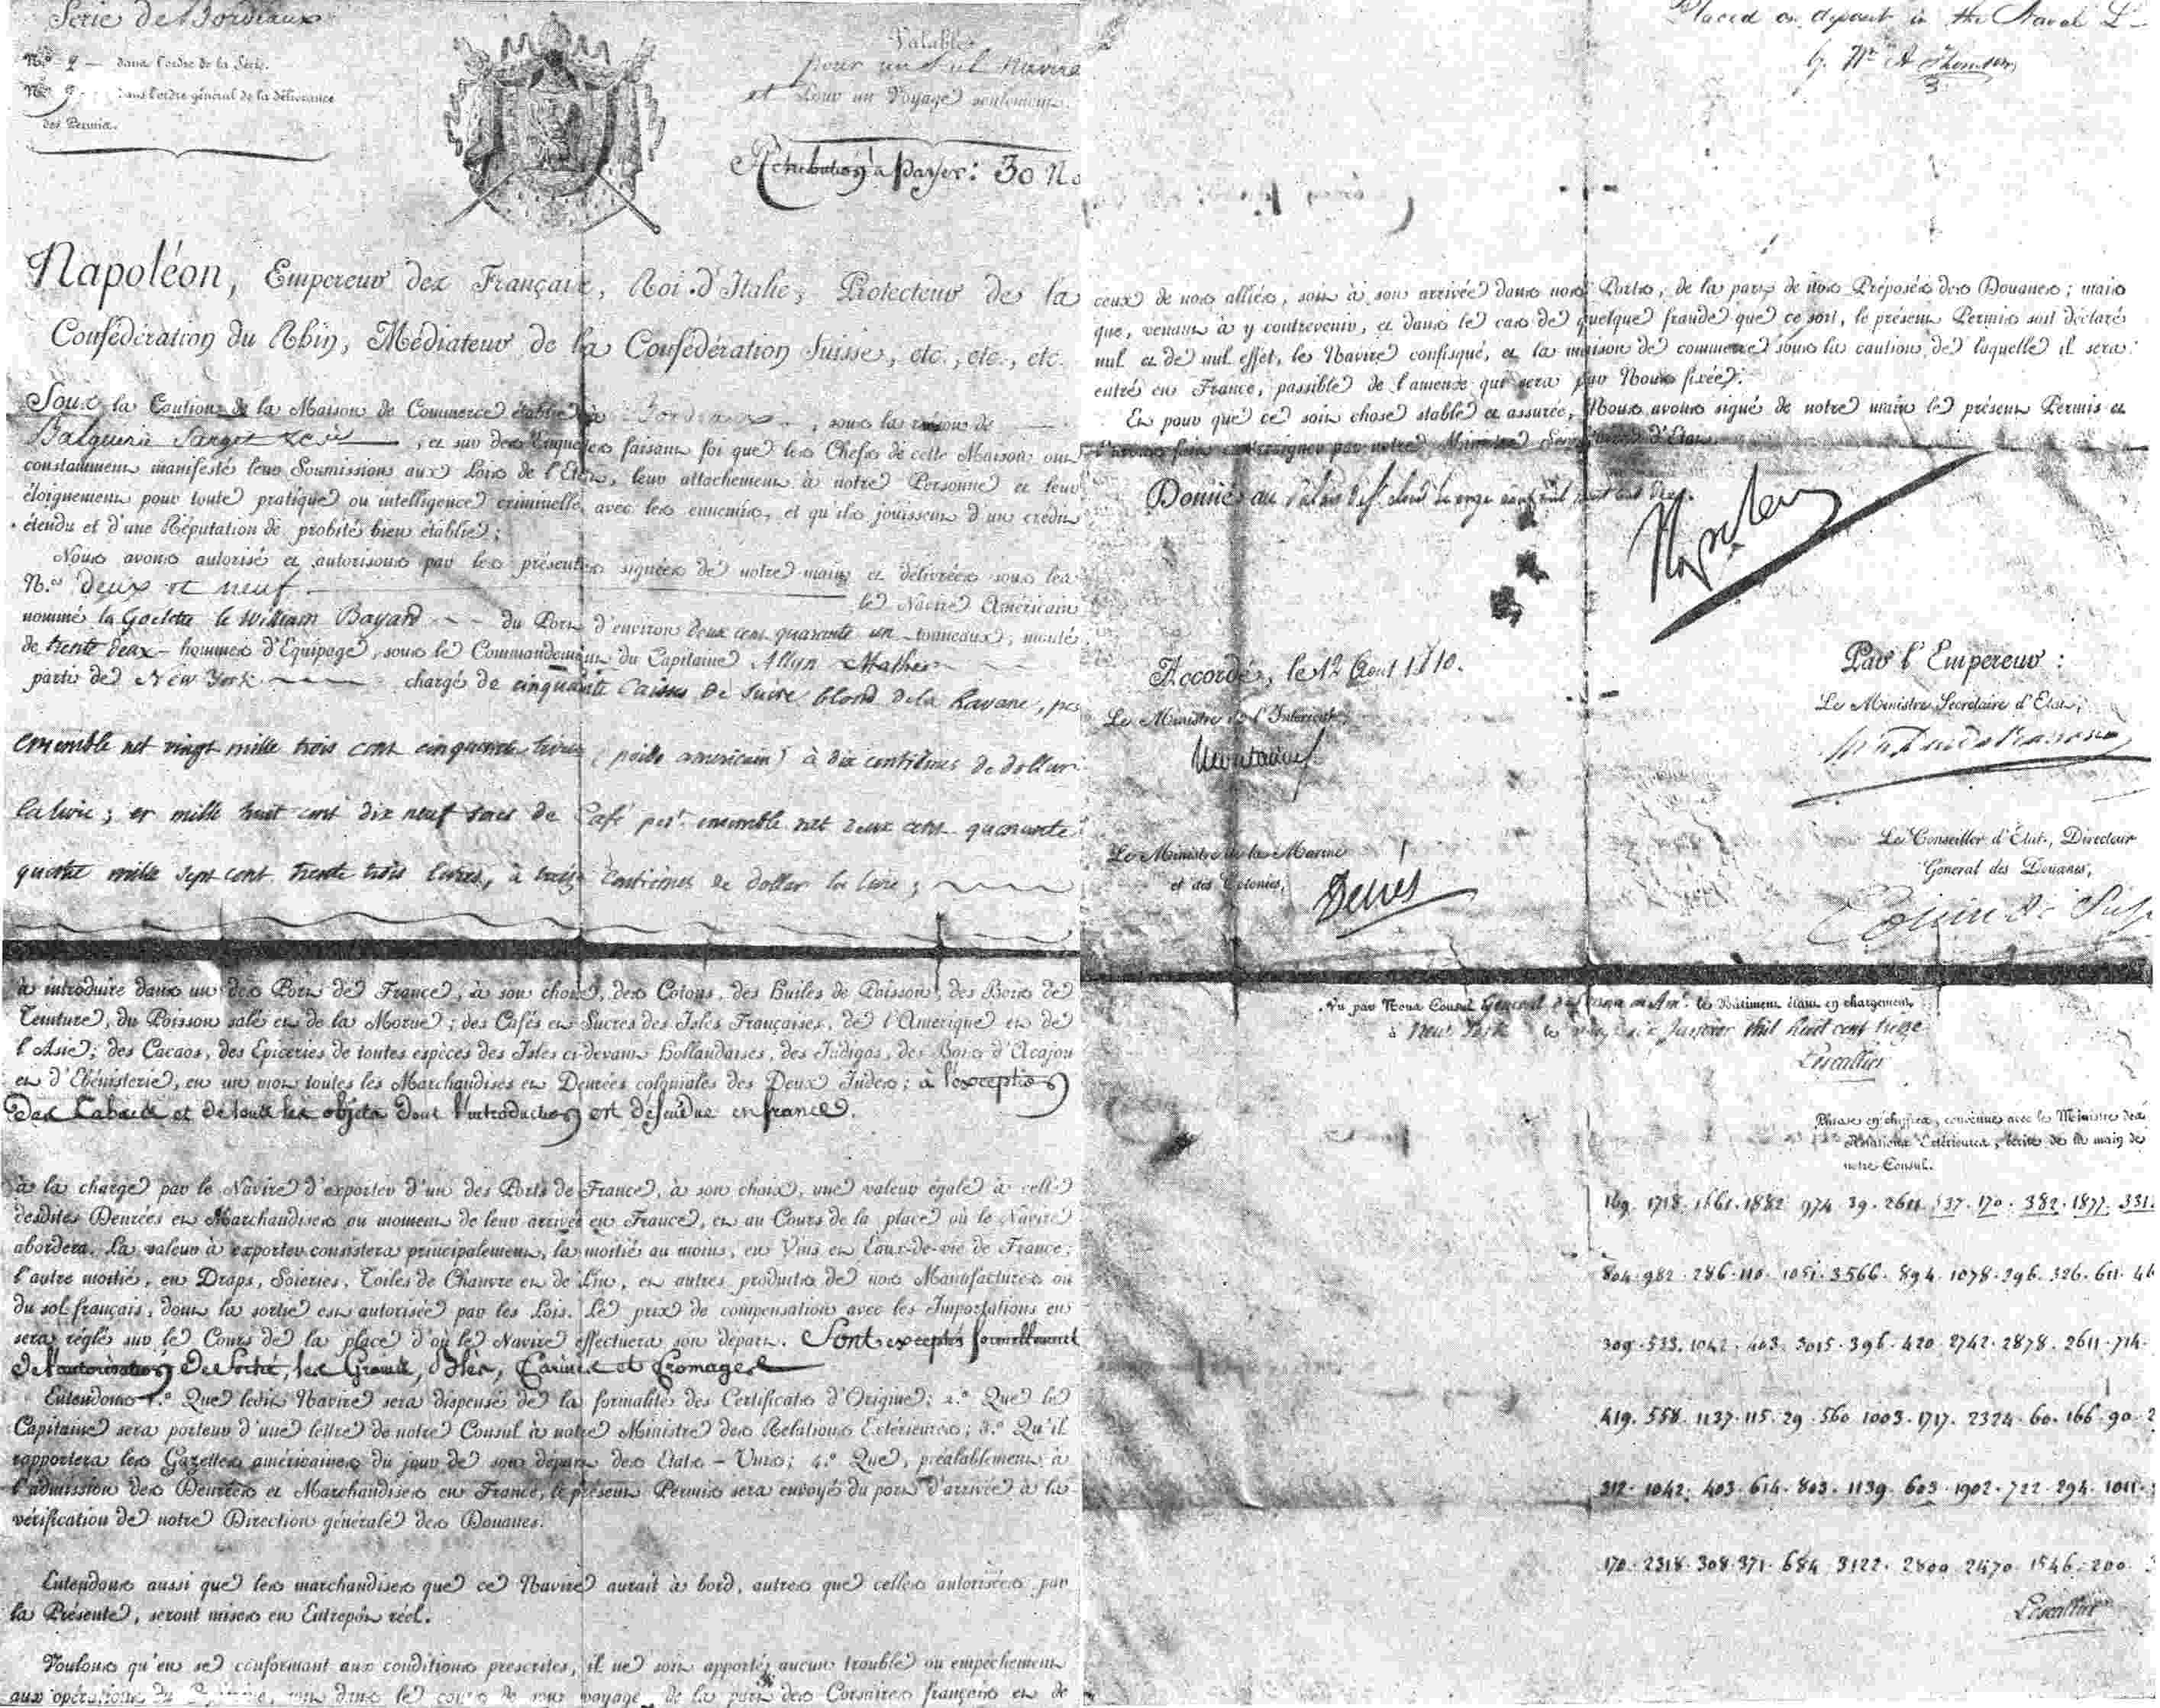 Serie de Bordeaux
N.º 2 — dans l'ordre de la Série.
N.º 9 dans l'ordre général de la délivrance
des Permis.
Valable
pour un seul Navire
et pour un Voyage seulement.
Rétribution à payer: 30 No
Napoléon, Empereur des Français, Roi d'Italie, Protecteur de la
Confédération du Rhin, Médiateur de la Confédération Suisse, etc., etc., etc.
Sous la Caution de la Maison de Commerce établie à Bordeaux, sous la raison de
Balguerie Sarget &cie, et sur des Enquêtes faisant foi que les Chefs de cette Maison ont
constamment manifesté leur Soumission aux Lois de l'Etat, leur attachement à notre Personne et leur
éloignement pour toute pratique ou intelligence criminelle avec les ennemis, et qu'ils jouissent d'un crédit
étendu et d'une Réputation de probité bien établie;
Nous avons autorisé et autorisons par les présentes signées de notre main et délivrées sous les
N.os deux et neuf le Navire Américain
nommé la Goelette le William Bayard du Port d'environ deux cent quarante un tonneaux, monté
de trente deux hommes d'Equipage, sous le Commandement du Capitaine Allyn Mather
parti de New York chargé de cinquante caisses de sucre blond de la havane, pes
ensemble net vingt mille trois cent cinquante livres (poids americain) à dix centièmes de dollar
la livre; et mille huit cent dix neuf sacs de Café pest ensemble net deux cent quarante
quatre mille sept cent trente trois livres, à treize centièmes de dollar la livre;
à introduire dans un des Ports de France, à son choix, des Cotons, des Huiles de Poisson, des Bois de
Teinture, du Poisson salé et de la Morue; des Cafés et Sucres des Isles Françaises, de l'Amérique et de
l'Asie; des Cacaos, des Epiceries de toutes espèces des Isles ci-devant Hollandaises, des Indigos, des Bois d'Acajou
et d'Ebénisterie, en un mot toutes les Marchandises et Denrées coloniales des Deux Indes; à l'exception
des tabacs et de tous les objets dont l'introduction est défendue en france.
à la charge par le Navire d'exporter d'un des Ports de France, à son choix, une valeur égale à celle
desdites Denrées et Marchandises au moment de leur arrivée en France, et au Cours de la place où le Navire
abordera. La valeur à exporter consistera principalement, la moitié au moins, en Vins et Eaux-de-vie de France;
l'autre moitié, en Draps, Soieries, Toiles de Chanvre et de Lin, et autres produits de nos Manufactures ou
du sol français, dont la sortie est autorisée par les Lois. Le prix de compensation avec les Importations en
sera réglé sur le Cours de la place d'où le Navire effectuera son départ. Sont exceptés formellement
de l'autorisation de Sortie, les Grains, Blés, Farines et Fromages
Entendons 1.º Que ledit Navire sera dispensé de la formalité des Certificats d'Origine; 2.º Que le
Capitaine sera porteur d'une lettre de notre Consul à notre Ministre des Relations Extérieures; 3.º Qu'il
rapportera les Gazettes américaines du jour de son départ des Etats-Unis; 4.º Que, préalablement à
l'admission des Denrées et Marchandises en France, le présent Permis sera envoyé du port d'arrivée à la
vérification de notre Direction générale des Douanes.
Entendons aussi que les marchandises que ce Navire aurait à bord, autres que celles autorisées par
la Présente, seront mises en Entrepôt réel.
Voulons qu'en se conformant aux conditions prescrites, il ne soit apporté aucun trouble ou empêchement
aux opérations du Navire, soit dans le cours de son voyage, de la part des Corsaires français et de
Placed on deposit in the Naval
by Wm A Thomson
ceux de nos alliés, soit à son arrivée dans nos Ports, de la part de nos Préposés des Douanes; mais
que, venant à y contrevenir, et dans le cas de quelque fraude que ce soit, le présent Permis soit déclaré
nul et de nul effet, le Navire confisqué, et la maison de commerce sous la caution de laquelle il sera
entré en France, passible de l'amende qui sera par Nous fixée.
Et pour que ce soit chose stable et assurée, Nous avons signé de notre main le présent Permis et
l'avons fait contresigner par notre Ministre Secrétaire d'Etat.
Donné au Palais de St. cloud le onze août mil huit cent dix.
Accordé, le 12 Aout 1810.
Le Ministre de l'Intérieur,
Montalivet
Le Ministre de la Marine
et des Colonies,
Decrès
Par l'Empereur:
Le Ministre Secrétaire d'Etat,
Le Conseiller d'État, Directeur
Général des Douanes,
Collin de Sus
Vu par Nous Consul Général de france en Amque le Bâtiment étant en chargement
à New York le vingt six Janvier Mil huit cent treize
Lescallier
Phrase en chiffres, convenue avec le Ministre des
Relations Extérieures, écrite de la main de
notre Consul.
169. 1718. 1661. 1882 974. 39. 2611. 537. 170. 382. 1877. 331.
804. 982. 286. 110. 1051. 3566. 894. 1078. 396. 326. 611. 46
309. 533. 1042. 403. 3015. 396. 420. 2742. 2878. 2611. 714.
419. 558. 1137. 115. 29. 560. 1003. 1717. 2324. 60. 166. 90. 2
312. 1042. 403. 614. 803. 1139. 603. 1902. 722. 294. 1011.
170. 2318. 308. 371. 684. 3122. 2800. 2470. 1546. 200.
Lescallier